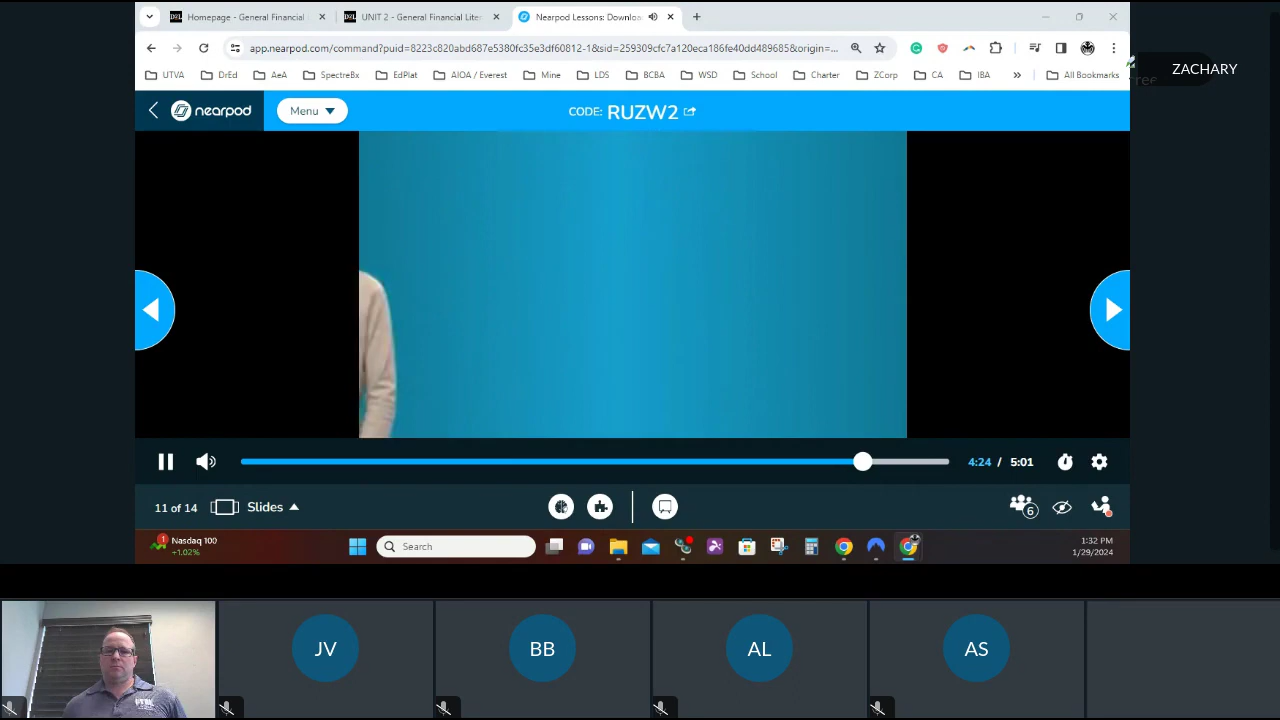 Homepage - General Financial
UNIT 2 - General Financial Lite
Nearpod Lessons: Downloa
app.nearpod.com/command?puid=8223c820abd687e5380fc35e3df60812-1&sid=259309cfc7a120eca186fe40dd489685&origin=...
UTVA
DrEd
AeA
SpectreBx
EdPlat
AIOA / Everest
Mine
LDS
BCBA
WSD
School
Charter
ZCorp
CA
IBA
»
All Bookmarks
ZACHARY
nearpod
Menu
CODE: RUZW2
4:24 / 5:01
11 of 14
Slides
6
1
Nasdaq 100
+1.02%
Search
1:32 PM
1/29/2024
JV
BB
AL
AS